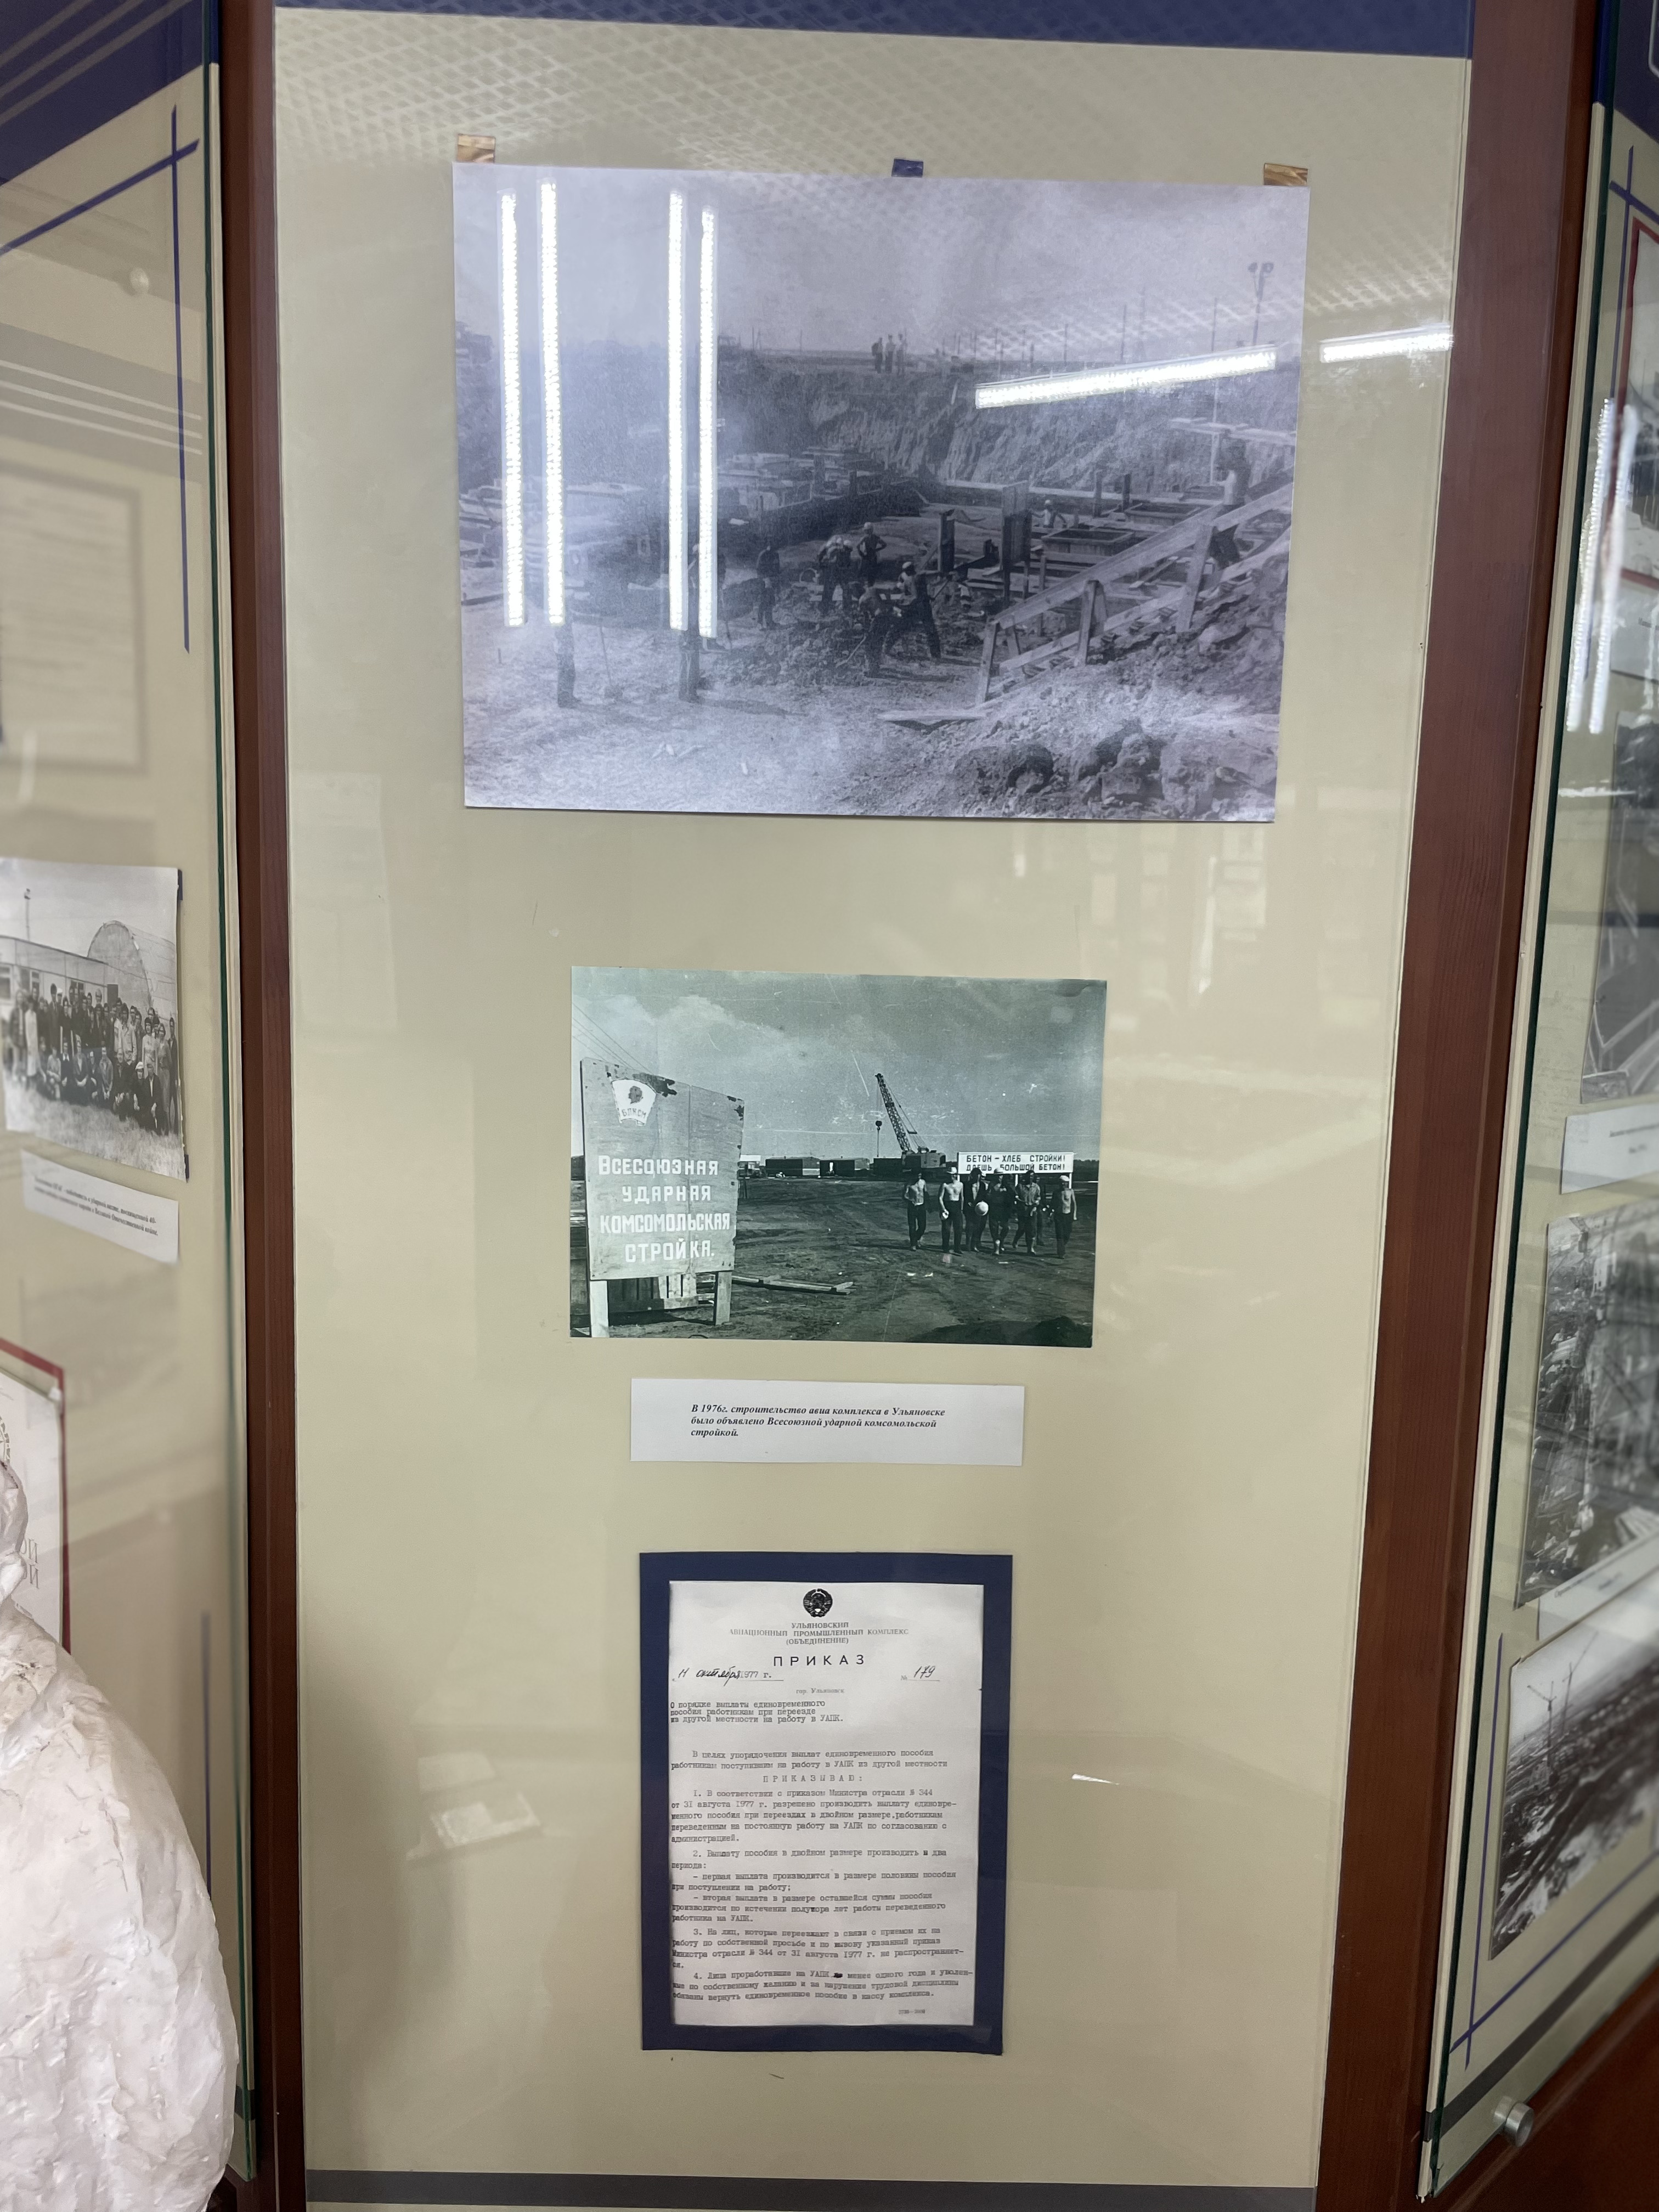 ВЛКСМ
ВСЕСОЮЗНАЯ
УДАРНАЯ
КОМСОМОЛЬСКАЯ
СТРОЙКА.
БЕТОН – ХЛЕБ СТРОЙКИ!
ДАЕШЬ БОЛЬШОЙ БЕТОН!
В 1976г. строительство авиа комплекса в Ульяновске
было объявлено Всесоюзной ударной комсомольской
стройкой.
УЛЬЯНОВСКИЙ
АВИАЦИОННЫЙ ПРОМЫШЛЕННЫЙ КОМПЛЕКС
(ОБЪЕДИНЕНИЕ)
ПРИКАЗ
„ 11 октября 1977 г. № 179
гор. Ульяновск
О порядке выплаты единовременного
пособия работникам при переезде
из другой местности на работу в УАПК.
В целях упорядочения выплат единовременного пособия
работникам поступившим на работу в УАПК из другой местности
ПРИКАЗЫВАЮ:
1. В соответствии с приказом Министра отрасли № 344
от 31 августа 1977 г. разрешено производить выплату единовре-
менного пособия при переездах в двойном размере, работникам
переведенным на постоянную работу на УАПК по согласованию с
администрацией.
2. Выплату пособия в двойном размере производить в два
периода:
– первая выплата производится в размере половины пособия
при поступлении на работу;
– вторая выплата в размере оставшейся суммы пособия
производится по истечении полутора лет работы переведенного
работника на УАПК.
3. На лиц, которые переезжают в связи с приемом их на
работу по собственной просьбе и по вызову указанный приказ
Министра отрасли № 344 от 31 августа 1977 г. не распространяет-
ся.
4. Лица проработавшие на УАПК менее одного года и уволен-
ные по собственному желанию и за нарушения трудовой дисциплины
обязаны вернуть единовременное пособие в кассу комплекса.